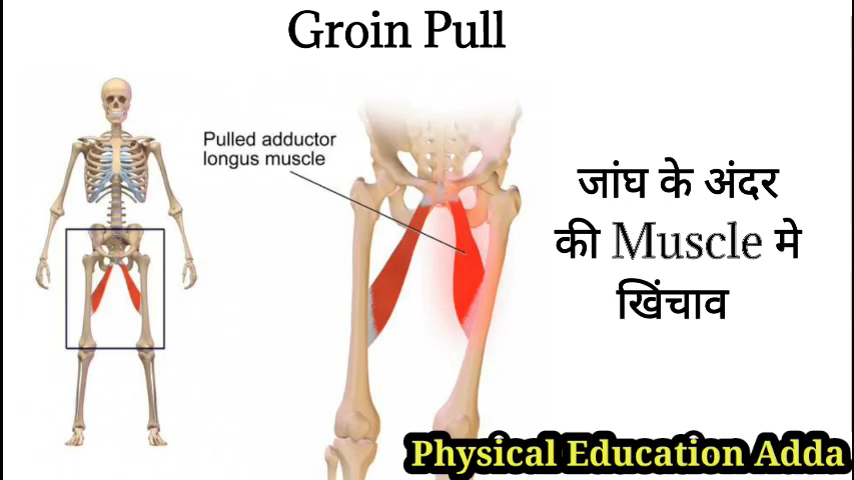 Groin Pull
Pulled adductor
longus muscle
जांघ के अंदर
की Muscle मे
खिंचाव
Physical Education Adda